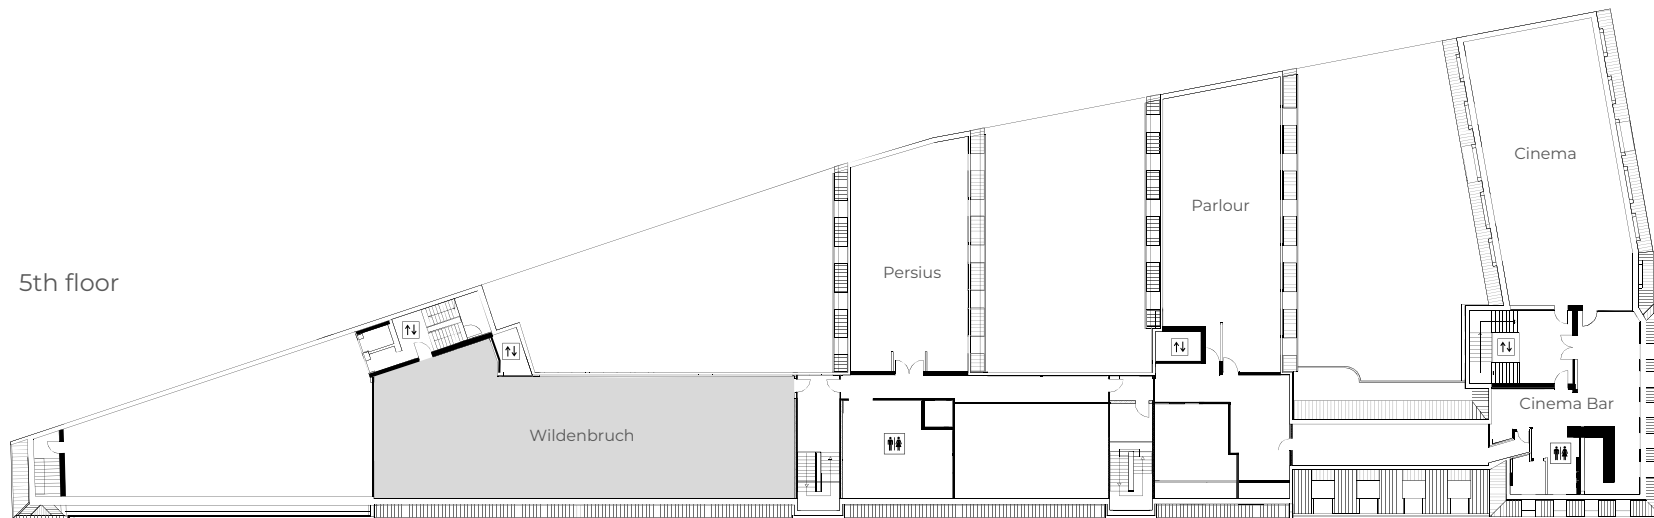 Cinema
Parlour
Persius
5th floor
Cinema Bar
Wildenbruch